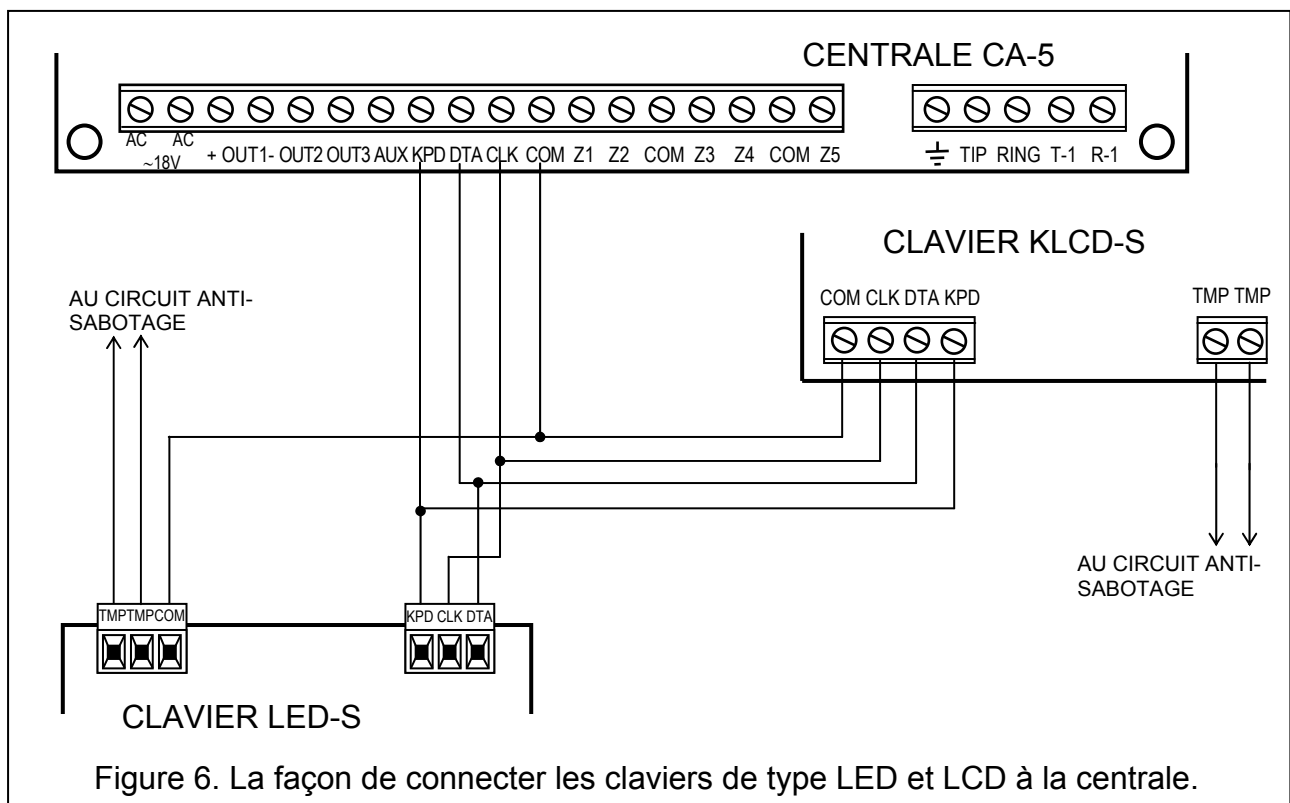 CENTRALE CA-5
AC AC
~18V
+ OUT1- OUT2 OUT3 AUX KPD DTA CLK COM Z1 Z2 COM Z3 Z4 COM Z5
TIP RING T-1 R-1
CLAVIER KLCD-S
COM CLK DTA KPD
TMP TMP
AU CIRCUIT ANTI-
SABOTAGE
AU CIRCUIT ANTI-
SABOTAGE
TMPTMPCOM
KPD CLK DTA
CLAVIER LED-S
Figure 6. La façon de connecter les claviers de type LED et LCD à la centrale.